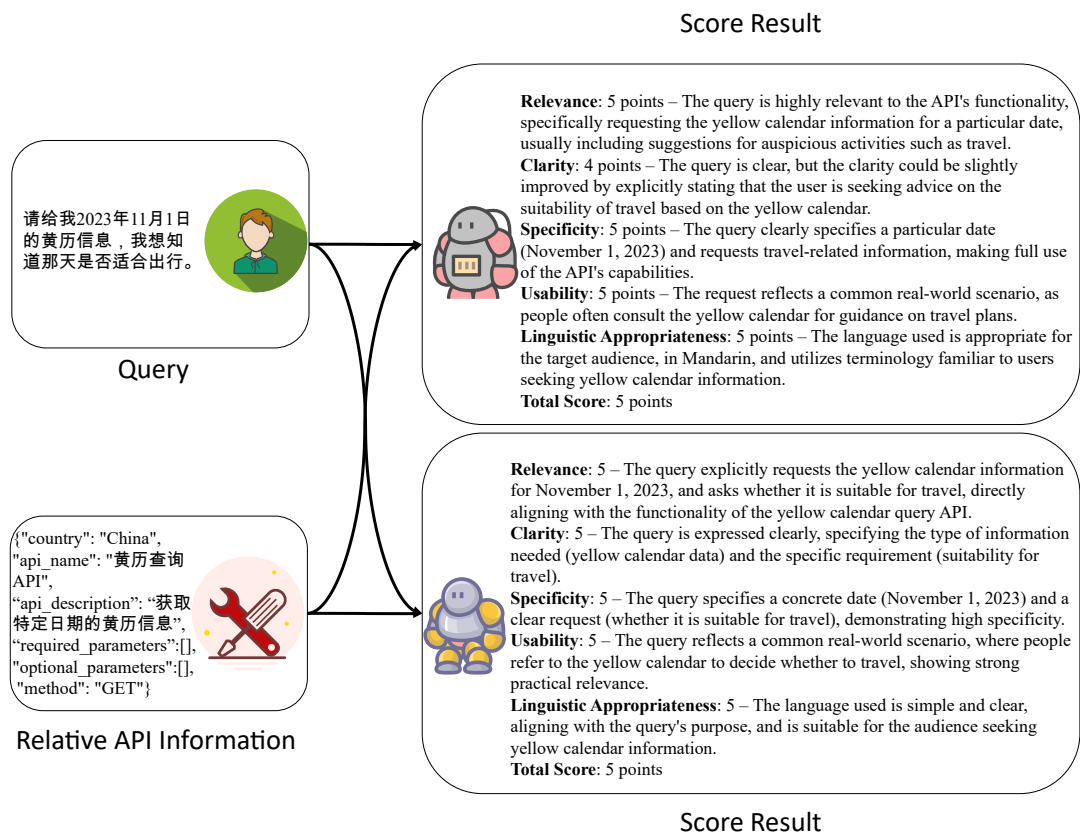 Score Result
请给我2023年11月1日
的黄历信息，我想知
道那天是否适合出行。
Query
{"country": "China",
"api_name": "黄历查询
API",
“api_description”: “获取
特定日期的黄历信息”,
“required_parameters”:[],
"optional_parameters":[],
"method": "GET"}
Relative API Information
Relevance: 5 points – The query is highly relevant to the API's functionality,
specifically requesting the yellow calendar information for a particular date,
usually including suggestions for auspicious activities such as travel.
Clarity: 4 points – The query is clear, but the clarity could be slightly
improved by explicitly stating that the user is seeking advice on the
suitability of travel based on the yellow calendar.
Specificity: 5 points – The query clearly specifies a particular date
(November 1, 2023) and requests travel-related information, making full use
of the API's capabilities.
Usability: 5 points – The request reflects a common real-world scenario, as
people often consult the yellow calendar for guidance on travel plans.
Linguistic Appropriateness: 5 points – The language used is appropriate for
the target audience, in Mandarin, and utilizes terminology familiar to users
seeking yellow calendar information.
Total Score: 5 points
Relevance: 5 – The query explicitly requests the yellow calendar information
for November 1, 2023, and asks whether it is suitable for travel, directly
aligning with the functionality of the yellow calendar query API.
Clarity: 5 – The query is expressed clearly, specifying the type of information
needed (yellow calendar data) and the specific requirement (suitability for
travel).
Specificity: 5 – The query specifies a concrete date (November 1, 2023) and a
clear request (whether it is suitable for travel), demonstrating high specificity.
Usability: 5 – The query reflects a common real-world scenario, where people
refer to the yellow calendar to decide whether to travel, showing strong
practical relevance.
Linguistic Appropriateness: 5 – The language used is simple and clear,
aligning with the query's purpose, and is suitable for the audience seeking
yellow calendar information.
Total Score: 5 points
Score Result